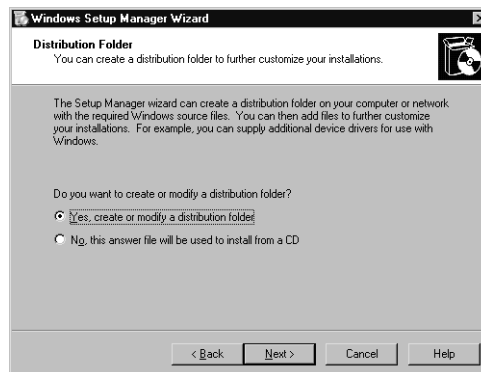 Windows Setup Manager Wizard
Distribution Folder
You can create a distribution folder to further customize your installations.
The Setup Manager wizard can create a distribution folder on your computer or network
with the required Windows source files. You can then add files to further customize
your installations. For example, you can supply additional device drivers for use with
Windows.
Do you want to create or modify a distribution folder?
Yes, create or modify a distribution folder
No, this answer file will be used to install from a CD
< Back Next > Cancel Help